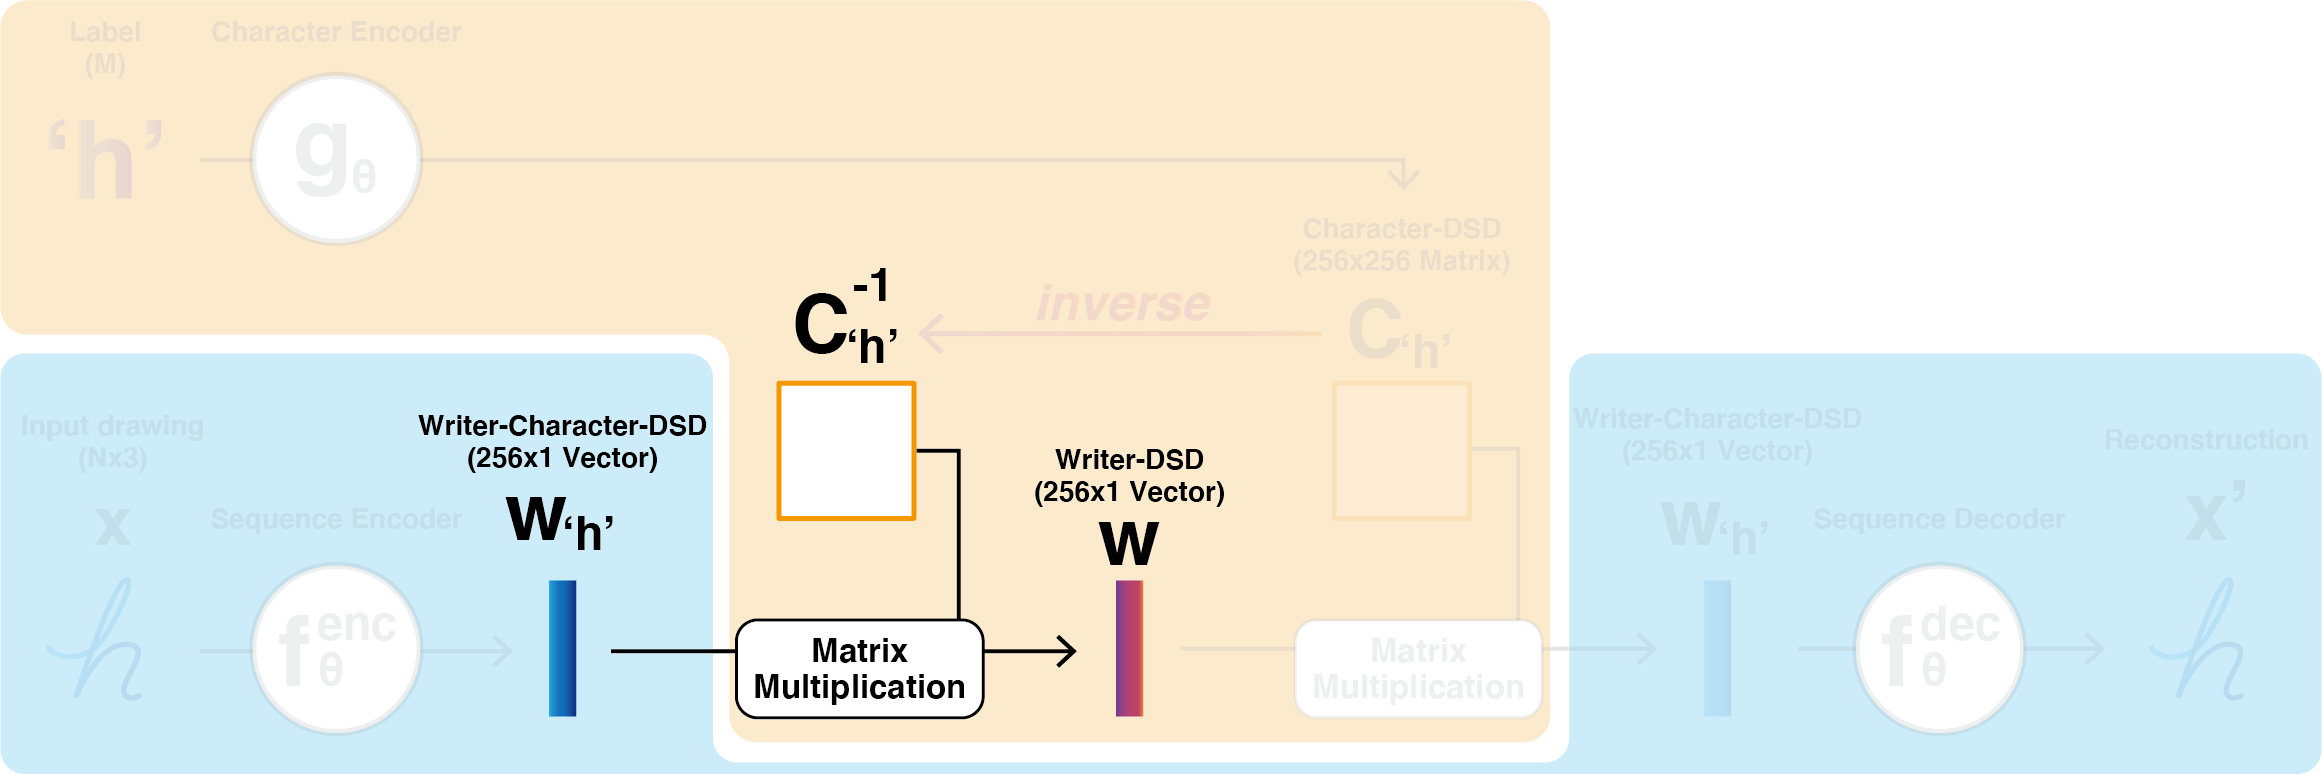 Label
(M)
Character Encoder
‘h’
gθ
Character-DSD
(256x256 Matrix)
C‘h’-1
inverse
C‘h’
Input drawing
(Nx3)
x
Sequence Encoder
fθenc
Writer-Character-DSD
(256x1 Vector)
w‘h’
Matrix
Multiplication
Writer-DSD
(256x1 Vector)
w
Matrix
Multiplication
Writer-Character-DSD
(256x1 Vector)
w‘h’
Sequence Decoder
fθdec
Reconstruction
x’
h
h